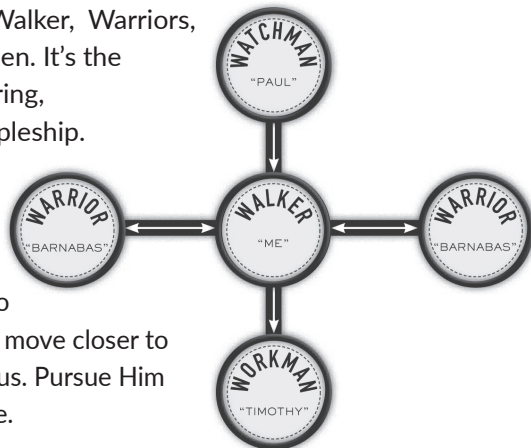 Walker, Warriors,
en. It’s the
ring,
pleship.
o
move closer to
us. Pursue Him
e.
WATCHMAN
“PAUL”
WARRIOR
“BARNABAS”
WALKER
“ME”
WARRIOR
“BARNABAS”
WORKMAN
“TIMOTHY”